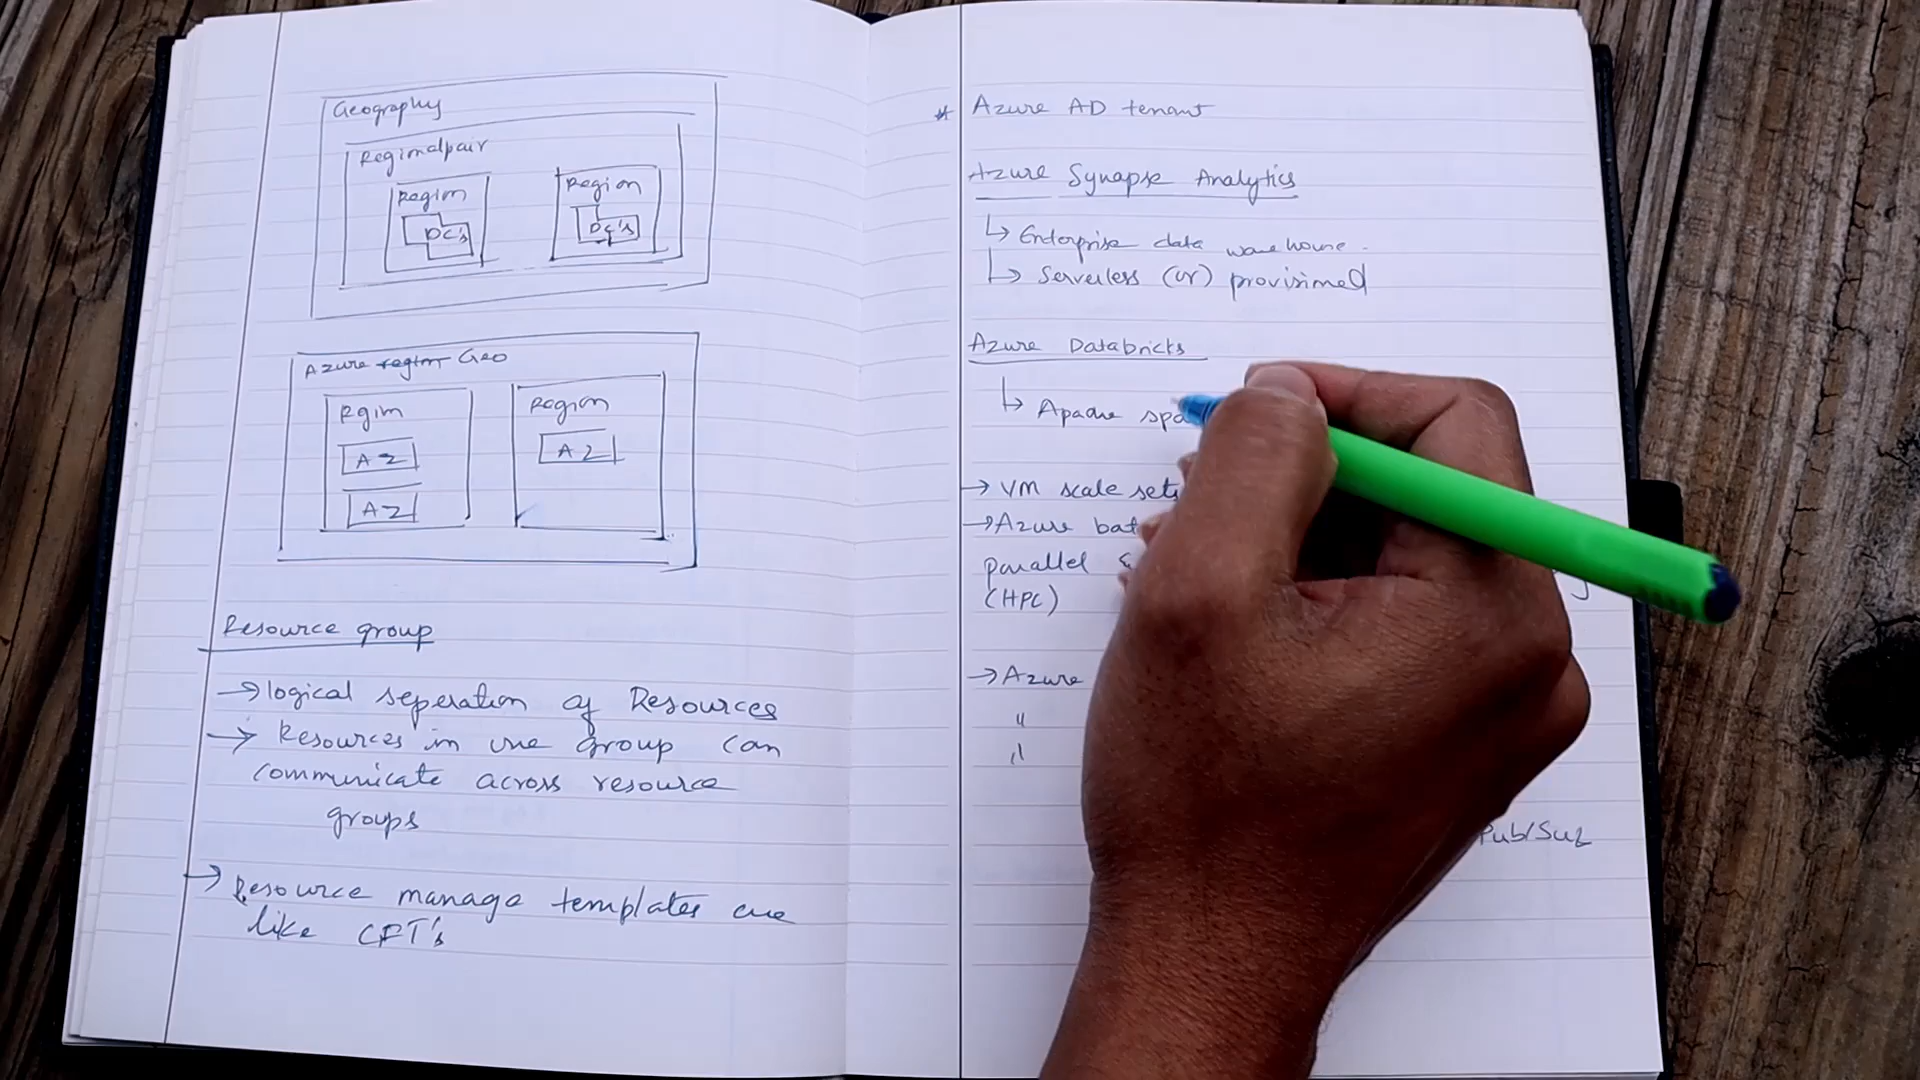 Geography
Regionalpair
Region
Region
DC's
DC's
Azure region Geo
Rgion
Region
AZ
AZ
AZ
Resource group
→ logical seperation of Resources
→ Resources in one group can
communicate across resource
groups
→ Resource manage templates are
like CFT's
* Azure AD tenant
Azure Synapse Analytics
↳ Enterprise data warehouse.
↳ Serverless (or) provisioned
Azure Databricks
↳ Apache spa
→ VM scale sets
→ Azure bat
parallel &
(HPC)
→ Azure
"
"
Pub/Sub